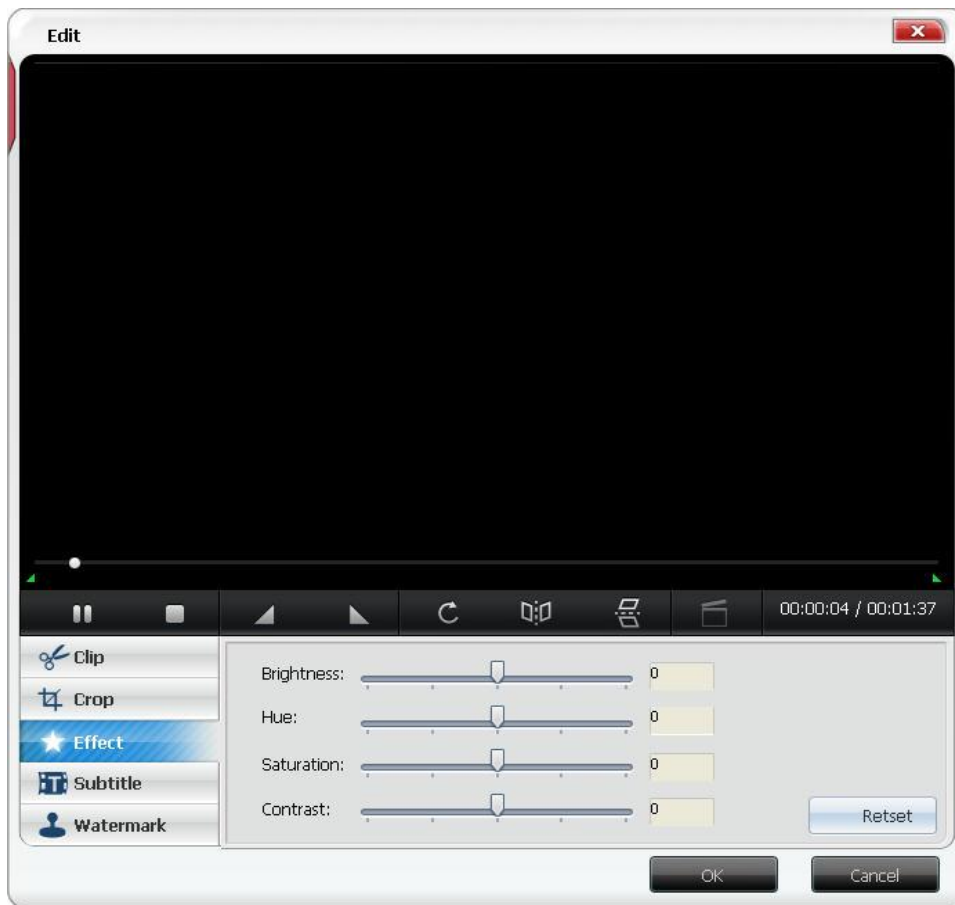 Edit
00:00:04 / 00:01:37
Clip
Crop
Effect
Subtitle
Watermark
Brightness: 0
Hue: 0
Saturation: 0
Contrast: 0
Retset
OK
Cancel